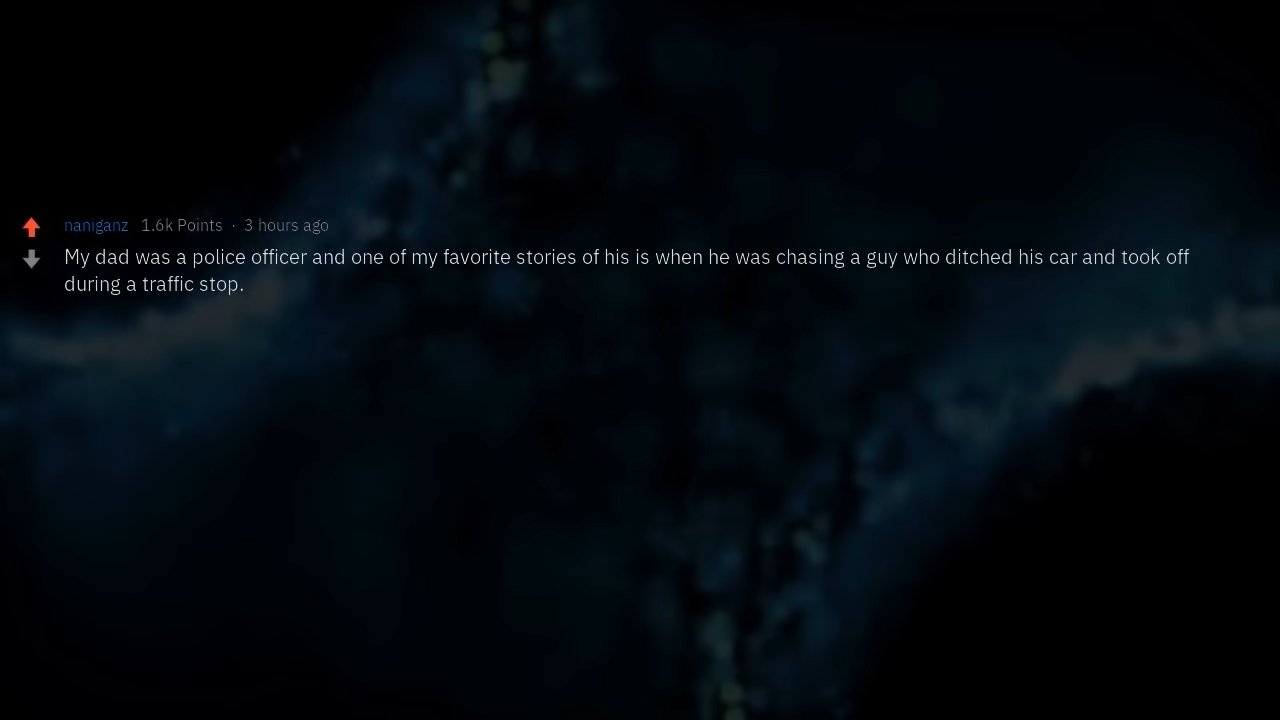 naniganz 1.6k Points · 3 hours ago
My dad was a police officer and one of my favorite stories of his is when he was chasing a guy who ditched his car and took off
during a traffic stop.